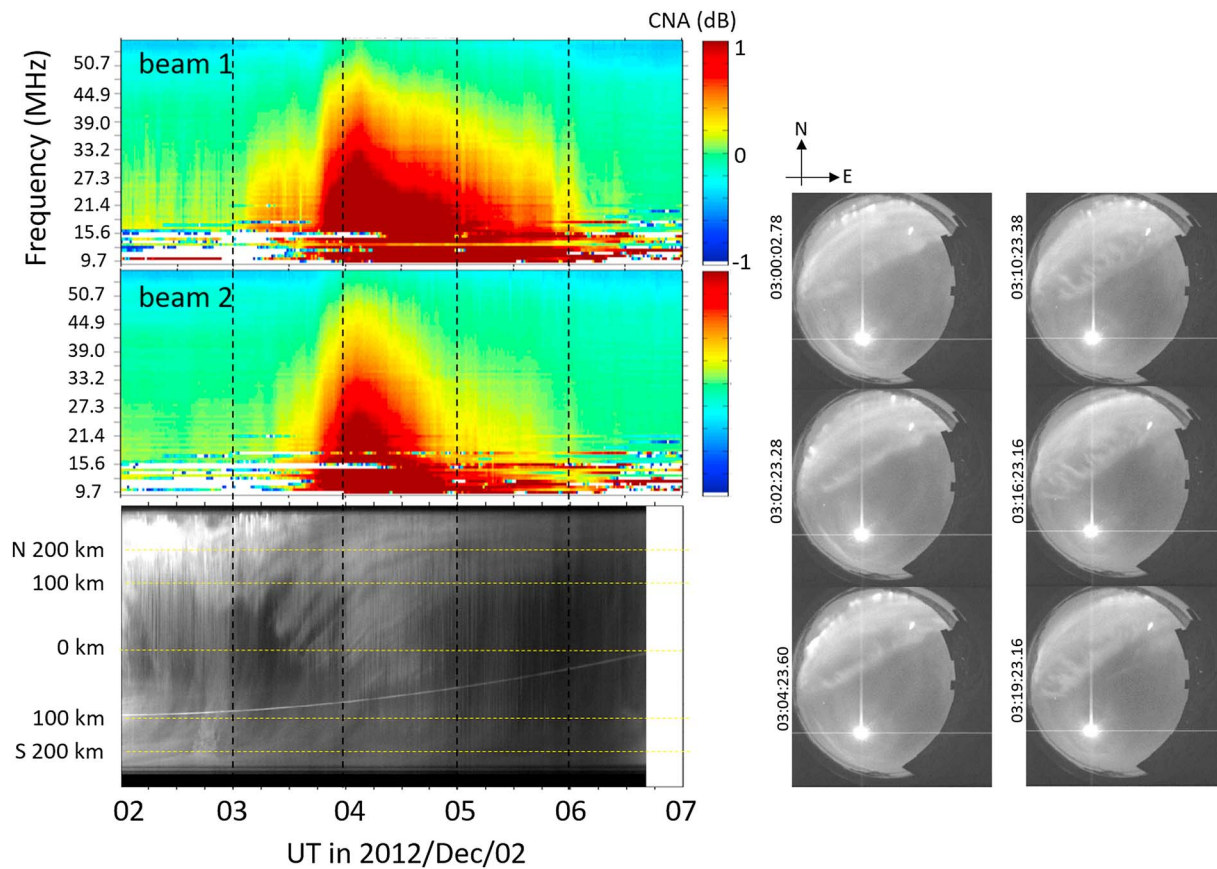 CNA (dB)
beam 1
Frequency (MHz)
50.7
44.9
39.0
33.2
27.3
21.4
15.6
9.7
1
0
-1
beam 2
50.7
44.9
39.0
33.2
27.3
21.4
15.6
9.7
N 200 km
100 km
0 km
100 km
S 200 km
02 03 04 05 06 07
UT in 2012/Dec/02
N
E
03:00:02.78
03:10:23.38
03:02:23.28
03:16:23.16
03:04:23.60
03:19:23.16